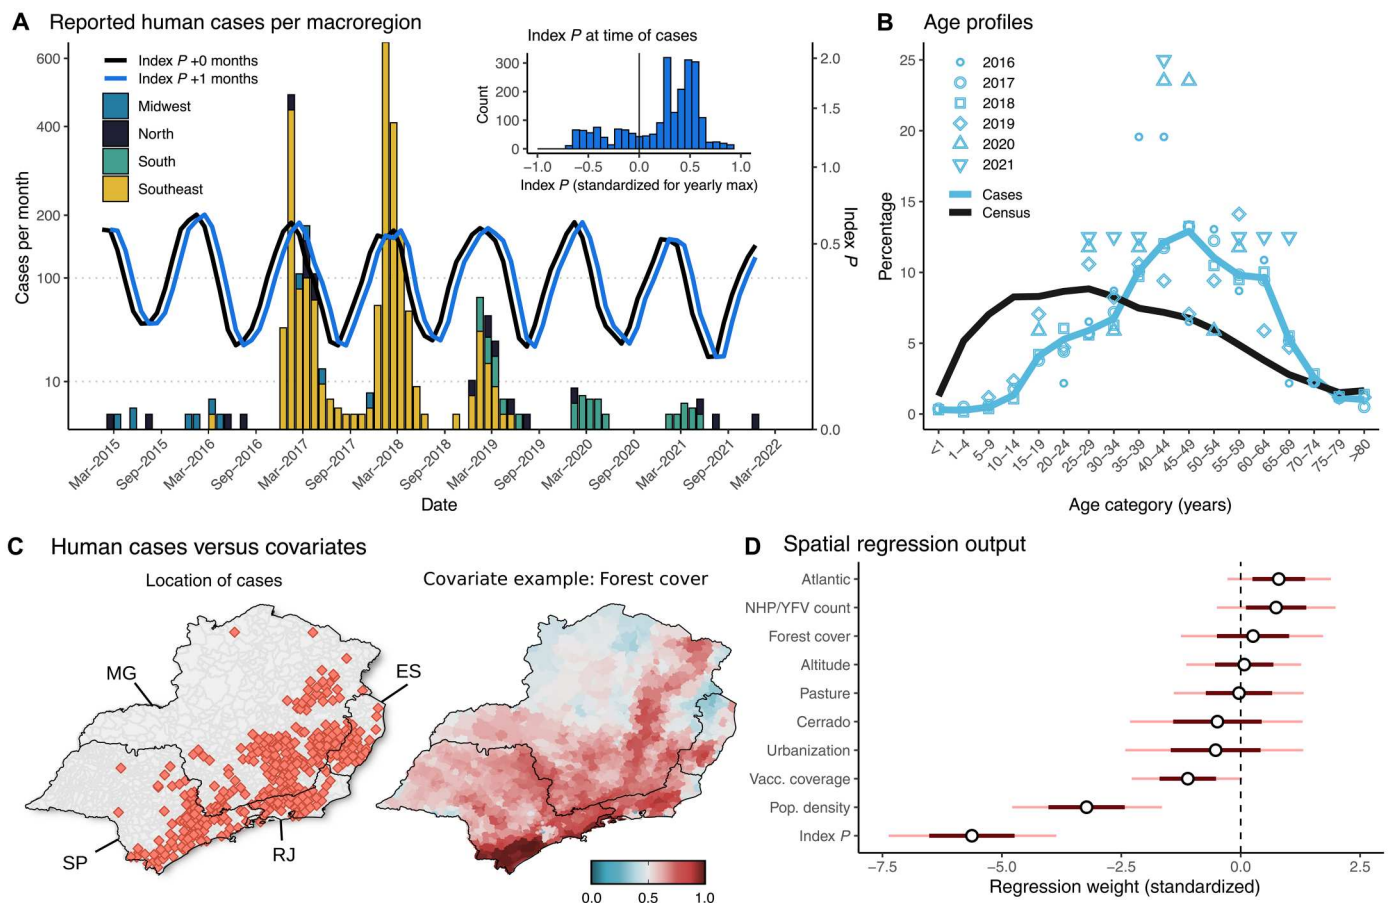 A Reported human cases per macroregion
Index P +0 months
Index P +1 months
Midwest
North
South
Southeast
Cases per month
600
400
200
100
10
Index P
2.0
1.5
1.0
0.5
0.0
Index P at time of cases
Count
300
200
100
0
−1.0 −0.5 0.0 0.5 1.0
Index P (standardized for yearly max)
Mar−2015 Sep−2015 Mar−2016 Sep−2016 Mar−2017 Sep−2017 Mar−2018 Sep−2018 Mar−2019 Sep−2019 Mar−2020 Sep−2020 Mar−2021 Sep−2021 Mar−2022
Date
B Age profiles
2016
2017
2018
2019
2020
2021
Cases
Census
Percentage
25
20
15
10
5
0
<1 1−4 5−9 10−14 15−19 20−24 25−29 30−34 35−39 40−44 45−49 50−54 55−59 60−64 65−69 70−74 75−79 >80
Age category (years)
C Human cases versus covariates
Location of cases
MG
ES
SP
RJ
Covariate example: Forest cover
0.0 0.5 1.0
D Spatial regression output
Atlantic
NHP/YFV count
Forest cover
Altitude
Pasture
Cerrado
Urbanization
Vacc. coverage
Pop. density
Index P
−7.5 −5.0 −2.5 0.0 2.5
Regression weight (standardized)